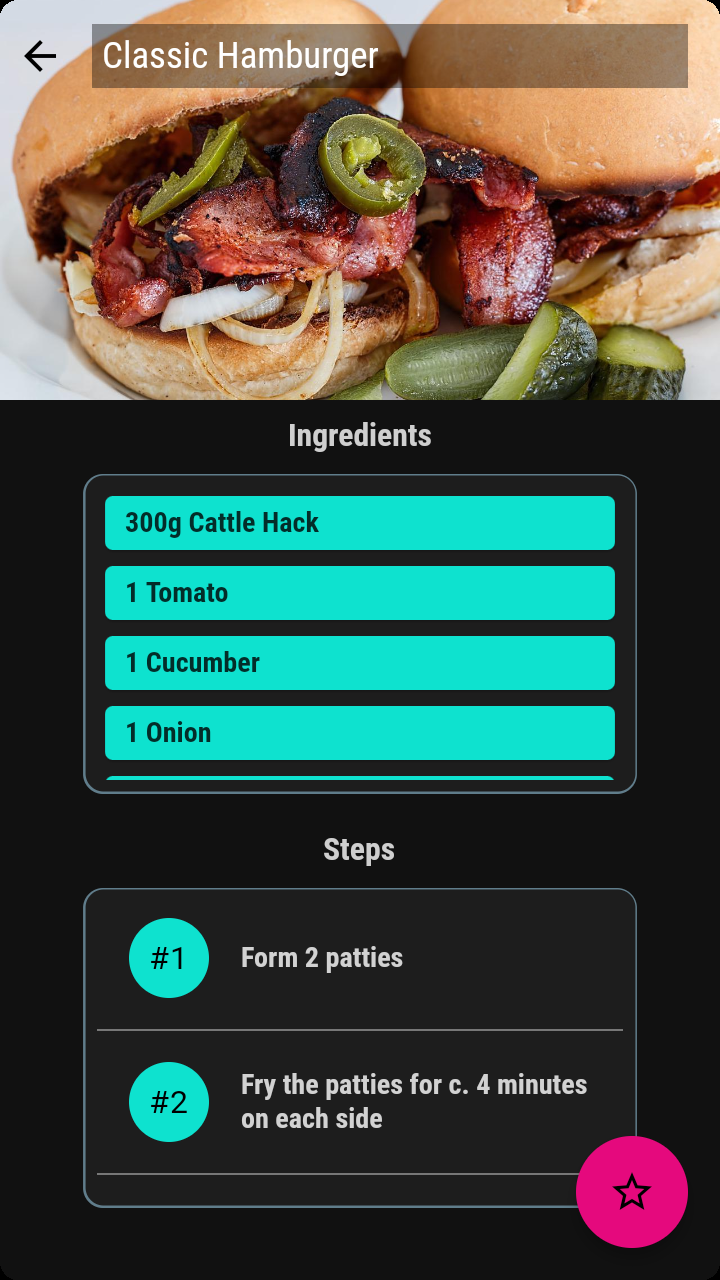 Classic Hamburger
Ingredients
300g Cattle Hack
1 Tomato
1 Cucumber
1 Onion
Steps
#1
Form 2 patties
#2
Fry the patties for c. 4 minutes
on each side